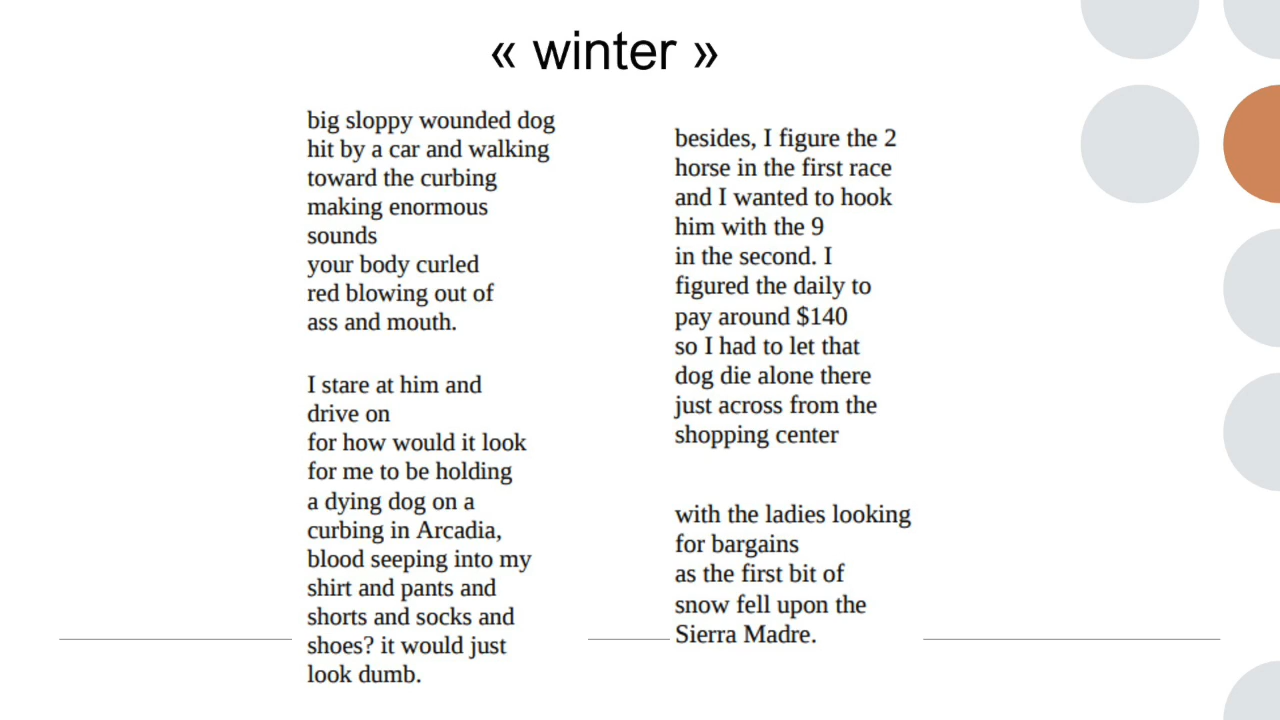 « winter »
big sloppy wounded dog
hit by a car and walking
toward the curbing
making enormous
sounds
your body curled
red blowing out of
ass and mouth.
I stare at him and
drive on
for how would it look
for me to be holding
a dying dog on a
curbing in Arcadia,
blood seeping into my
shirt and pants and
shorts and socks and
shoes? it would just
look dumb.
besides, I figure the 2
horse in the first race
and I wanted to hook
him with the 9
in the second. I
figured the daily to
pay around $140
so I had to let that
dog die alone there
just across from the
shopping center
with the ladies looking
for bargains
as the first bit of
snow fell upon the
Sierra Madre.